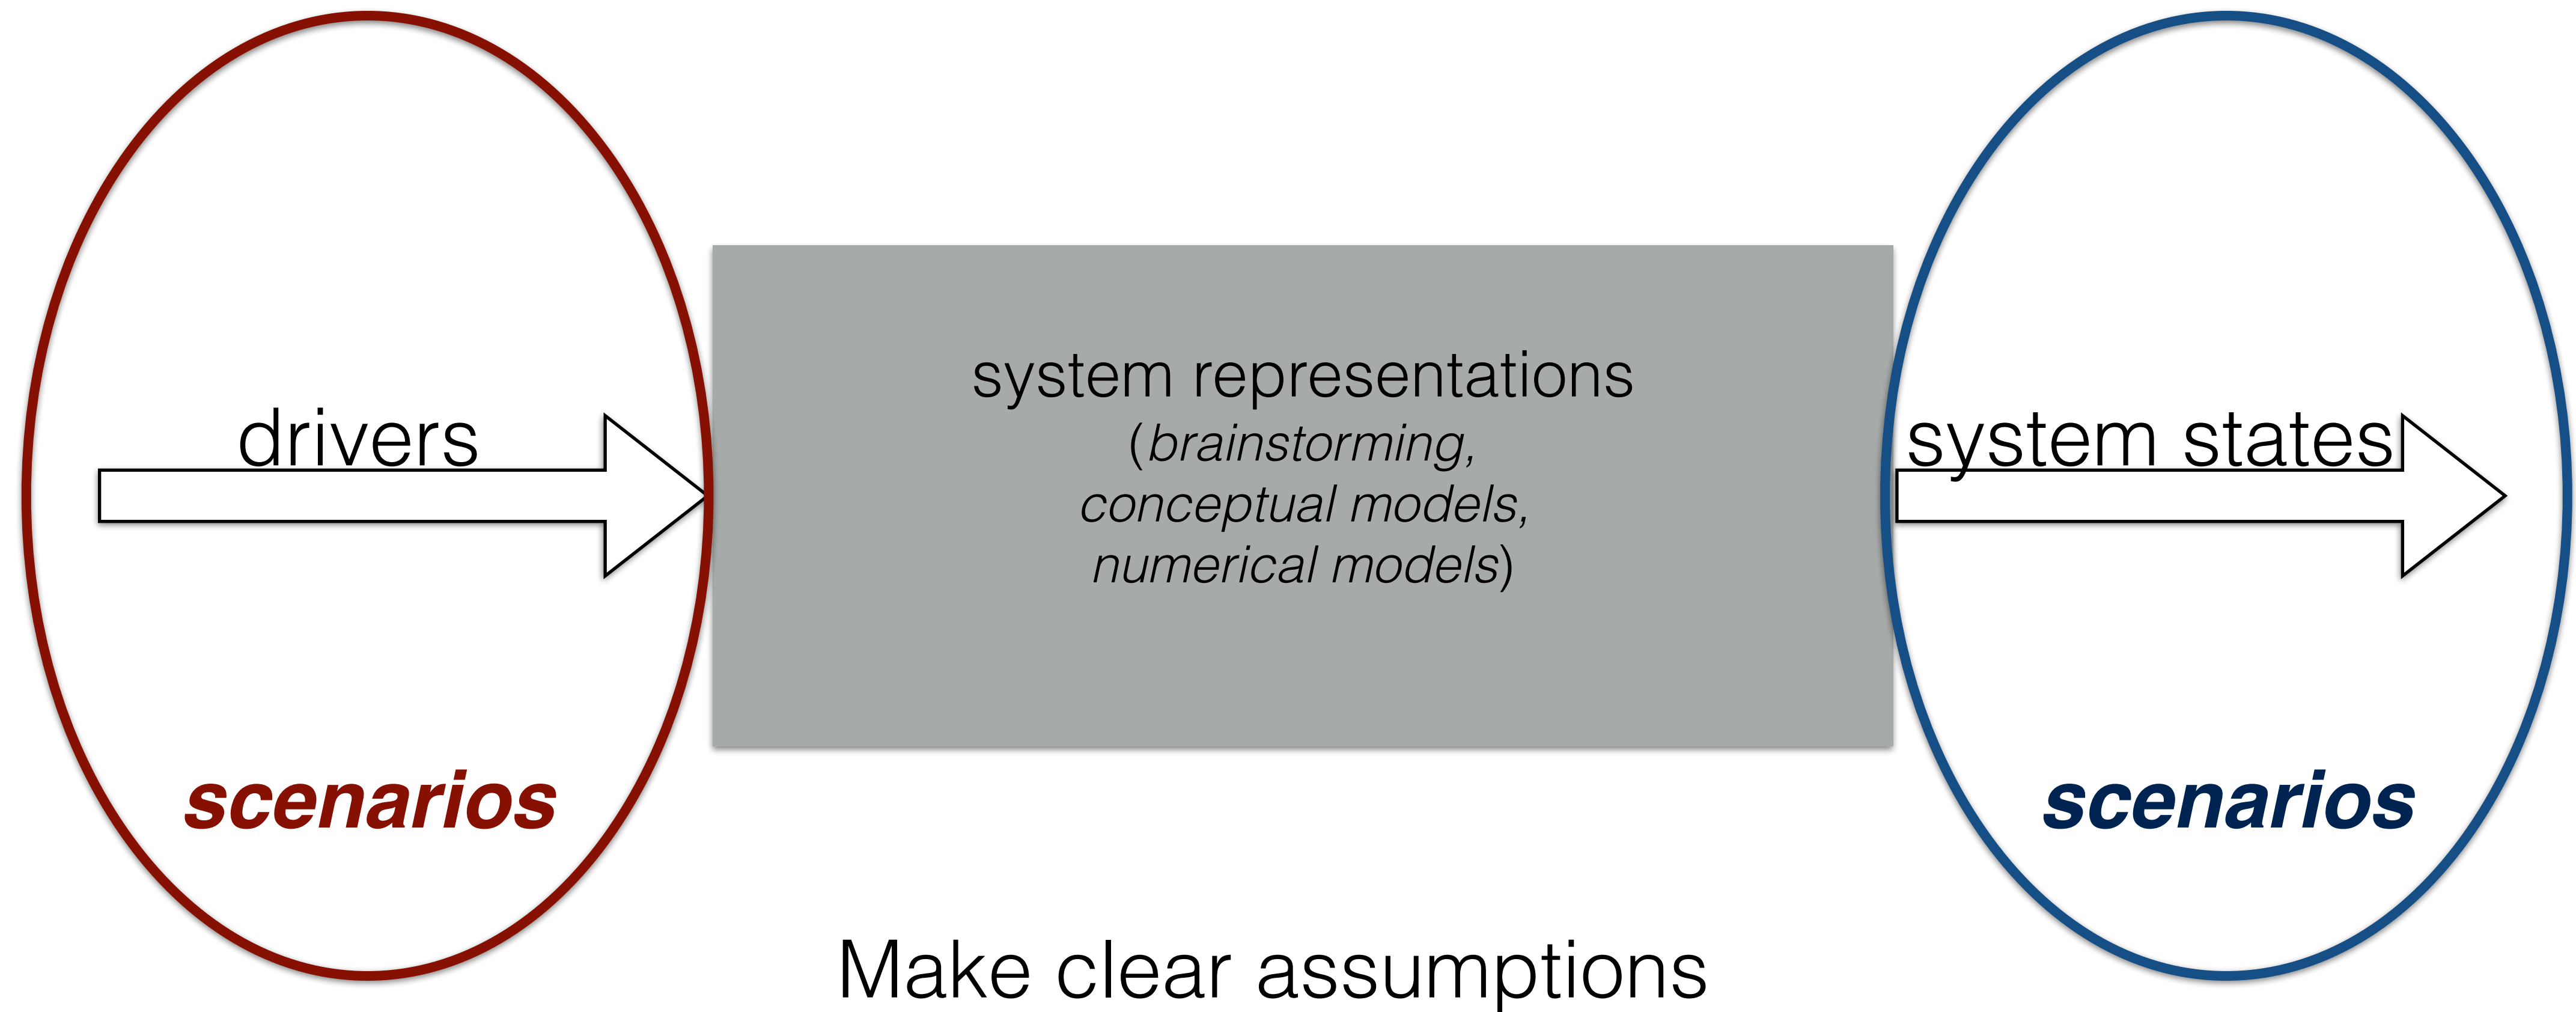 drivers
scenarios
system representations
(brainstorming,
conceptual models,
numerical models)
system states
scenarios
Make clear assumptions